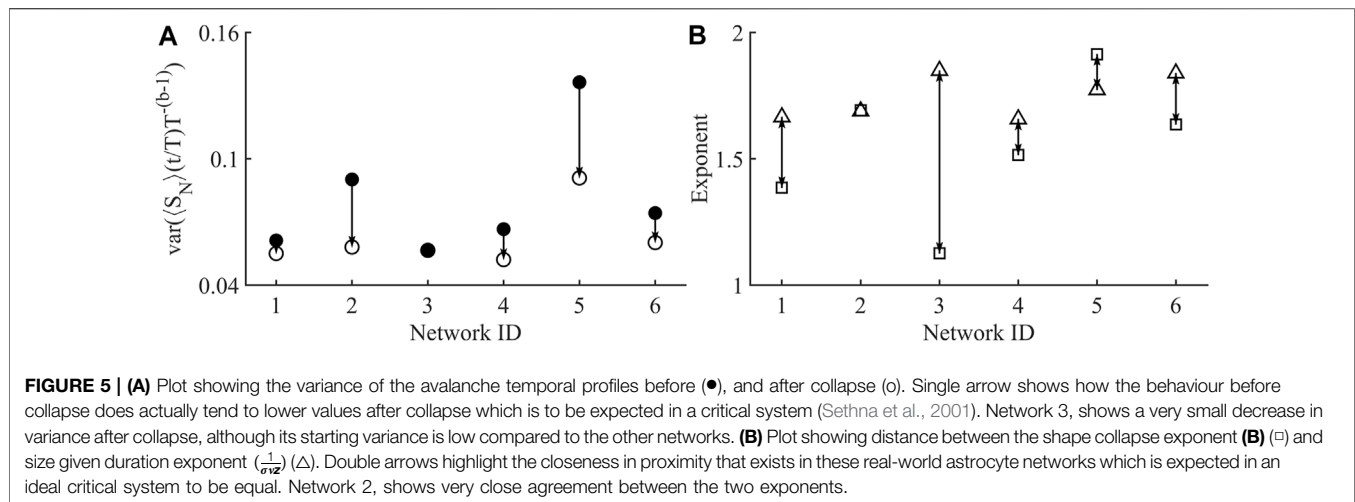 A
B
0.16
0.1
0.04
var(⟨S_N⟩(t/T)T^-(b-1))
1 2 3 4 5 6
Network ID
2
1.5
1
Exponent
1 2 3 4 5 6
Network ID
FIGURE 5 | (A) Plot showing the variance of the avalanche temporal profiles before (●), and after collapse (o). Single arrow shows how the behaviour before
collapse does actually tend to lower values after collapse which is to be expected in a critical system (Sethna et al., 2001). Network 3, shows a very small decrease in
variance after collapse, although its starting variance is low compared to the other networks. (B) Plot showing distance between the shape collapse exponent (B) (□) and
size given duration exponent (1/σνz) (△). Double arrows highlight the closeness in proximity that exists in these real-world astrocyte networks which is expected in an
ideal critical system to be equal. Network 2, shows very close agreement between the two exponents.